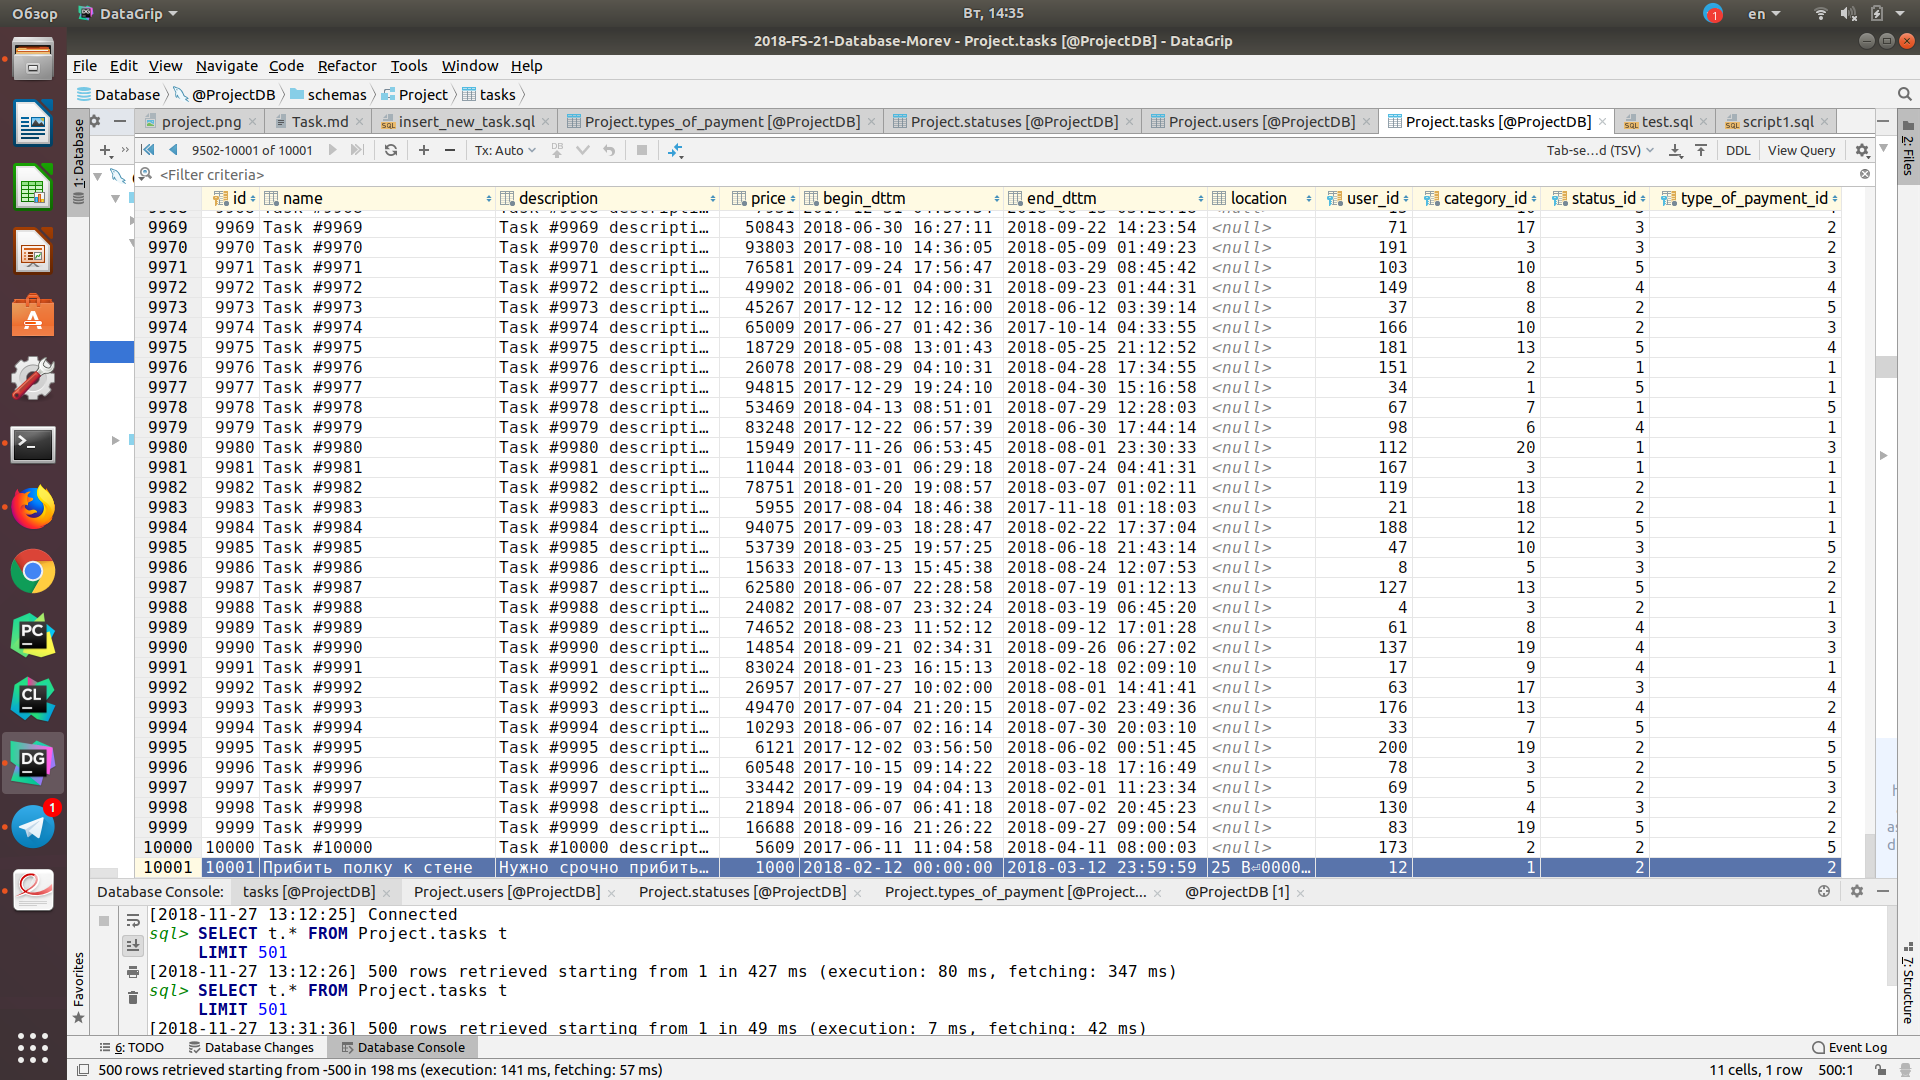 Обзор DataGrip Вт, 14:35 1 en
2018-FS-21-Database-Morev - Project.tasks [@ProjectDB] - DataGrip
File Edit View Navigate Code Refactor Tools Window Help
Database @ProjectDB schemas Project tasks
project.png Task.md insert_new_task.sql Project.types_of_payment [@ProjectDB] Project.statuses [@ProjectDB] Project.users [@ProjectDB] Project.tasks [@ProjectDB] test.sql script1.sql
9502-10001 of 10001 Tx: Auto DB Tab-se...d (TSV) DDL View Query
<Filter criteria>
id name description price begin_dttm end_dttm location user_id category_id status_id type_of_payment_id
9969 9969 Task #9969 Task #9969 descripti… 50843 2018-06-30 16:27:11 2018-09-22 14:23:54 <null> 71 17 3 2
9970 9970 Task #9970 Task #9970 descripti… 93803 2017-08-10 14:36:05 2018-05-09 01:49:23 <null> 191 3 3 2
9971 9971 Task #9971 Task #9971 descripti… 76581 2017-09-24 17:56:47 2018-03-29 08:45:42 <null> 103 10 5 3
9972 9972 Task #9972 Task #9972 descripti… 49902 2018-06-01 04:00:31 2018-09-23 01:44:31 <null> 149 8 4 4
9973 9973 Task #9973 Task #9973 descripti… 45267 2017-12-12 12:16:00 2018-06-12 03:39:14 <null> 37 8 2 5
9974 9974 Task #9974 Task #9974 descripti… 65009 2017-06-27 01:42:36 2017-10-14 04:33:55 <null> 166 10 2 3
9975 9975 Task #9975 Task #9975 descripti… 18729 2018-05-08 13:01:43 2018-05-25 21:12:52 <null> 181 13 5 4
9976 9976 Task #9976 Task #9976 descripti… 26078 2017-08-29 04:10:31 2018-04-28 17:34:55 <null> 151 2 1 1
9977 9977 Task #9977 Task #9977 descripti… 94815 2017-12-29 19:24:10 2018-04-30 15:16:58 <null> 34 1 5 1
9978 9978 Task #9978 Task #9978 descripti… 53469 2018-04-13 08:51:01 2018-07-29 12:28:03 <null> 67 7 1 5
9979 9979 Task #9979 Task #9979 descripti… 83248 2017-12-22 06:57:39 2018-06-30 17:44:14 <null> 98 6 4 1
9980 9980 Task #9980 Task #9980 descripti… 15949 2017-11-26 06:53:45 2018-08-01 23:30:33 <null> 112 20 1 3
9981 9981 Task #9981 Task #9981 descripti… 11044 2018-03-01 06:29:18 2018-07-24 04:41:31 <null> 167 3 1 1
9982 9982 Task #9982 Task #9982 descripti… 78751 2018-01-20 19:08:57 2018-03-07 01:02:11 <null> 119 13 2 1
9983 9983 Task #9983 Task #9983 descripti… 5955 2017-08-04 18:46:38 2017-11-18 01:18:03 <null> 21 18 2 1
9984 9984 Task #9984 Task #9984 descripti… 94075 2017-09-03 18:28:47 2018-02-22 17:37:04 <null> 188 12 5 1
9985 9985 Task #9985 Task #9985 descripti… 53739 2018-03-25 19:57:25 2018-06-18 21:43:14 <null> 47 10 3 5
9986 9986 Task #9986 Task #9986 descripti… 15633 2018-07-13 15:45:38 2018-08-24 12:07:53 <null> 8 5 3 2
9987 9987 Task #9987 Task #9987 descripti… 62580 2018-06-07 22:28:58 2018-07-19 01:12:13 <null> 127 13 5 2
9988 9988 Task #9988 Task #9988 descripti… 24082 2017-08-07 23:32:24 2018-03-19 06:45:20 <null> 4 3 2 1
9989 9989 Task #9989 Task #9989 descripti… 74652 2018-08-23 11:52:12 2018-09-12 17:01:28 <null> 61 8 4 3
9990 9990 Task #9990 Task #9990 descripti… 14854 2018-09-21 02:34:31 2018-09-26 06:27:02 <null> 137 19 4 3
9991 9991 Task #9991 Task #9991 descripti… 83024 2018-01-23 16:15:13 2018-02-18 02:09:10 <null> 17 9 4 1
9992 9992 Task #9992 Task #9992 descripti… 26957 2017-07-27 10:02:00 2018-08-01 14:41:41 <null> 63 17 3 4
9993 9993 Task #9993 Task #9993 descripti… 49470 2017-07-04 21:20:15 2018-07-02 23:49:36 <null> 176 13 4 2
9994 9994 Task #9994 Task #9994 descripti… 10293 2018-06-07 02:16:14 2018-07-30 20:03:10 <null> 33 7 5 4
9995 9995 Task #9995 Task #9995 descripti… 6121 2017-12-02 03:56:50 2018-06-02 00:51:45 <null> 200 19 2 5
9996 9996 Task #9996 Task #9996 descripti… 60548 2017-10-15 09:14:22 2018-03-18 17:16:49 <null> 78 3 2 5
9997 9997 Task #9997 Task #9997 descripti… 33442 2017-09-19 04:04:13 2018-02-01 11:23:34 <null> 69 5 2 3
9998 9998 Task #9998 Task #9998 descripti… 21894 2018-06-07 06:41:18 2018-07-02 20:45:23 <null> 130 4 3 2
9999 9999 Task #9999 Task #9999 descripti… 16688 2018-09-16 21:26:22 2018-09-27 09:00:54 <null> 83 19 5 2
10000 10000 Task #10000 Task #10000 descript… 5609 2017-06-11 11:04:58 2018-04-11 08:00:03 <null> 173 2 2 5
10001 10001 Прибить полку к стене Нужно срочно прибить… 1000 2018-02-12 00:00:00 2018-03-12 23:59:59 25 B⏎0000… 12 1 2 2
1: Database
2: Files
7: Structure
Favorites
PC
CL
DG
1
Database Console: tasks [@ProjectDB] Project.users [@ProjectDB] Project.statuses [@ProjectDB] Project.types_of_payment [@Project... @ProjectDB [1]
[2018-11-27 13:12:25] Connected
sql> SELECT t.* FROM Project.tasks t
LIMIT 501
[2018-11-27 13:12:26] 500 rows retrieved starting from 1 in 427 ms (execution: 80 ms, fetching: 347 ms)
sql> SELECT t.* FROM Project.tasks t
LIMIT 501
[2018-11-27 13:31:36] 500 rows retrieved starting from 1 in 49 ms (execution: 7 ms, fetching: 42 ms)
6: TODO Database Changes Database Console Event Log
500 rows retrieved starting from -500 in 198 ms (execution: 141 ms, fetching: 57 ms) 11 cells, 1 row 500:1